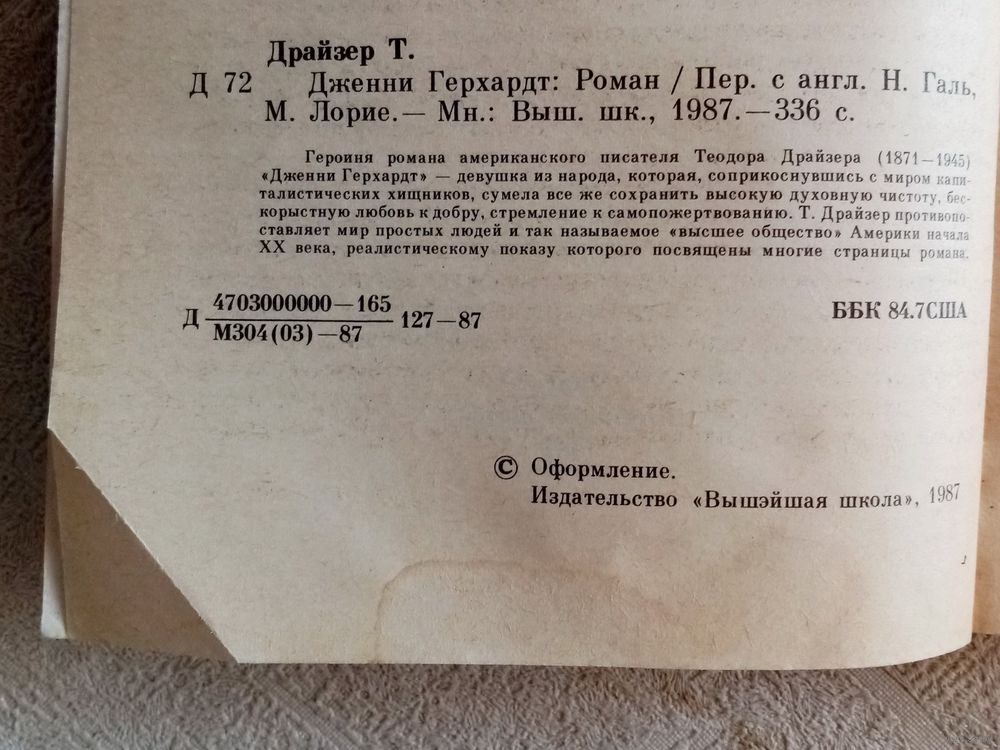 Драйзер Т.
Д 72 Дженни Герхардт: Роман / Пер. с англ. Н. Галь,
М. Лорие.— Мн.: Выш. шк., 1987.—336 с.
Героиня романа американского писателя Теодора Драйзера (1871—1945)
«Дженни Герхардт» — девушка из народа, которая, соприкоснувшись с миром капи-
талистических хищников, сумела все же сохранить высокую духовную чистоту, бес-
корыстную любовь к добру, стремление к самопожертвованию. Т. Драйзер противопо-
ставляет мир простых людей и так называемое «высшее общество» Америки начала
XX века, реалистическому показу которого посвящены многие страницы романа.
Д 4703000000—165
М304(03)—87 127—87
ББК 84.7США
© Оформление.
Издательство «Вышэйшая школа», 1987